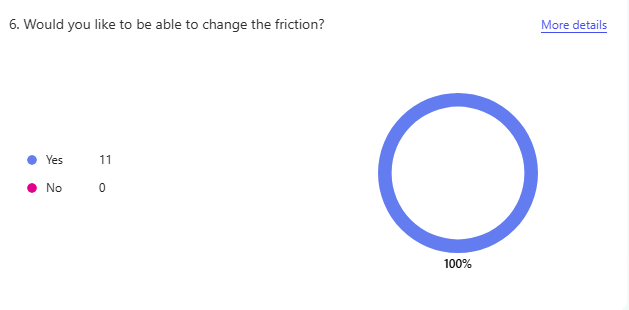 6. Would you like to be able to change the friction?
More details
Yes 11
No 0
100%